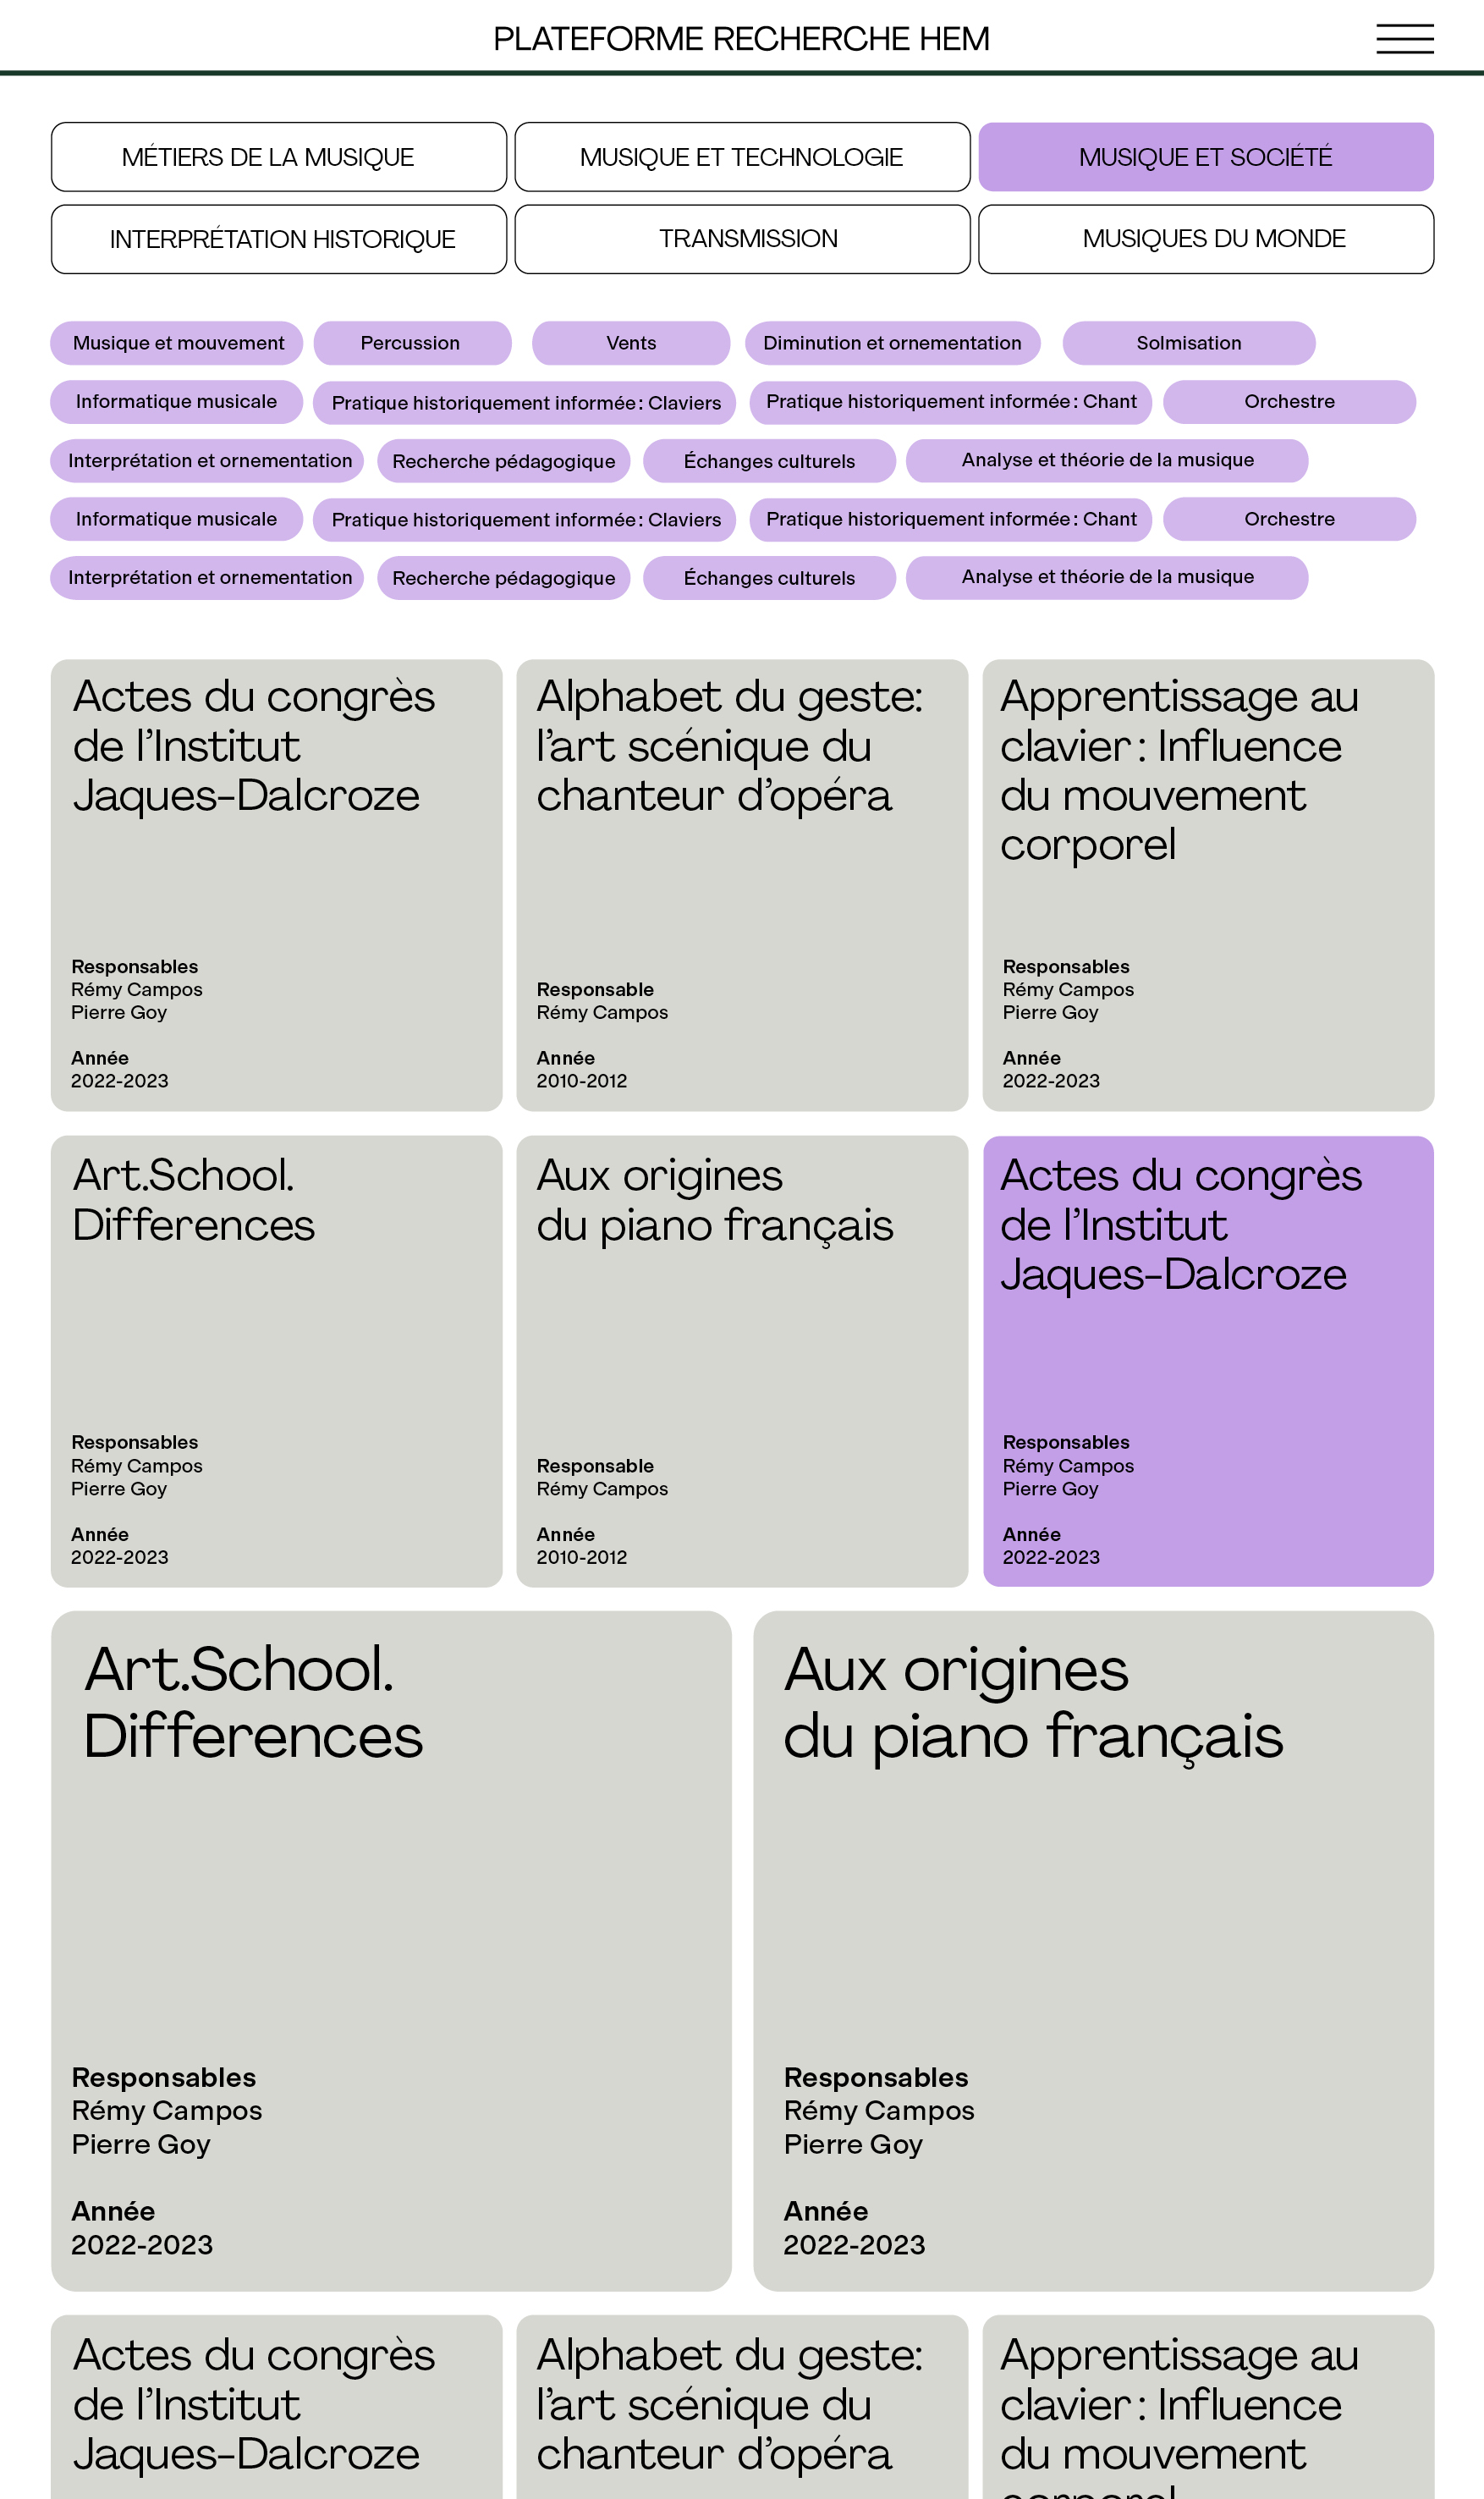 PLATEFORME RECHERCHE HEM
MÉTIERS DE LA MUSIQUE
MUSIQUE ET TECHNOLOGIE
MUSIQUE ET SOCIÉTÉ
INTERPRÉTATION HISTORIQUE
TRANSMISSION
MUSIQUES DU MONDE
Musique et mouvement
Percussion
Vents
Diminution et ornementation
Solmisation
Informatique musicale
Pratique historiquement informée : Claviers
Pratique historiquement informée : Chant
Orchestre
Interprétation et ornementation
Recherche pédagogique
Échanges culturels
Analyse et théorie de la musique
Informatique musicale
Pratique historiquement informée : Claviers
Pratique historiquement informée : Chant
Orchestre
Interprétation et ornementation
Recherche pédagogique
Échanges culturels
Analyse et théorie de la musique
Actes du congrès
de l’Institut
Jaques-Dalcroze
Responsables
Rémy Campos
Pierre Goy
Année
2022-2023
Alphabet du geste:
l’art scénique du
chanteur d’opéra
Responsable
Rémy Campos
Année
2010-2012
Apprentissage au
clavier : Influence
du mouvement
corporel
Responsables
Rémy Campos
Pierre Goy
Année
2022-2023
Art.School.
Differences
Responsables
Rémy Campos
Pierre Goy
Année
2022-2023
Aux origines
du piano français
Responsable
Rémy Campos
Année
2010-2012
Actes du congrès
de l’Institut
Jaques-Dalcroze
Responsables
Rémy Campos
Pierre Goy
Année
2022-2023
Art.School.
Differences
Responsables
Rémy Campos
Pierre Goy
Année
2022-2023
Aux origines
du piano français
Responsables
Rémy Campos
Pierre Goy
Année
2022-2023
Actes du congrès
de l’Institut
Jaques-Dalcroze
Alphabet du geste:
l’art scénique du
chanteur d’opéra
Apprentissage au
clavier : Influence
du mouvement
corporel